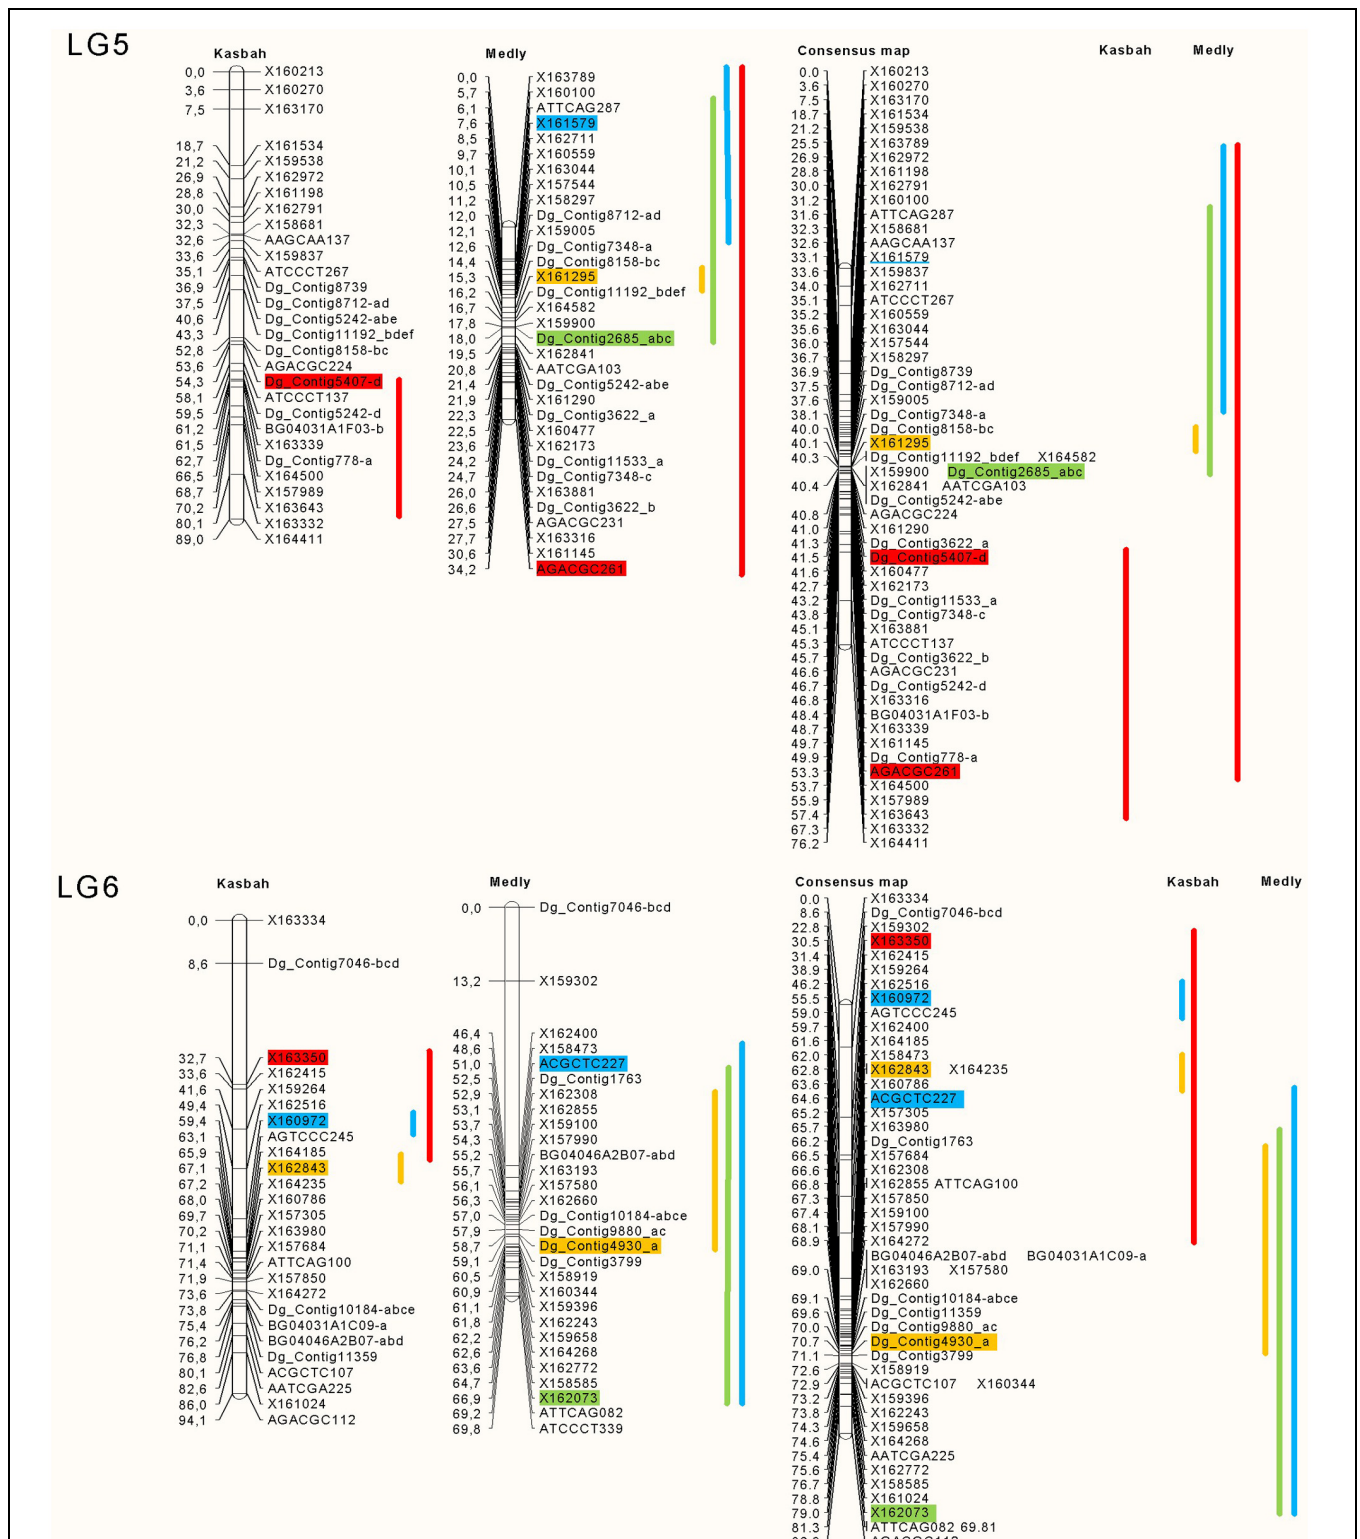 LG5
Kasbah
0,0 X160213
3,6 X160270
7,5 X163170
18,7 X161534
21,2 X159538
26,9 X162972
28,8 X161198
30,0 X162791
32,3 X158681
32,6 AAGCAA137
33,6 X159837
35,1 ATCCCT267
36,9 Dg_Contig8739
37,5 Dg_Contig8712-ad
40,6 Dg_Contig5242-abe
43,3 Dg_Contig11192_bdef
52,8 Dg_Contig8158-bc
53,6 AGACGC224
54,3 Dg_Contig5407-d
58,1 ATCCCT137
59,5 Dg_Contig5242-d
61,2 BG04031A1F03-b
61,5 X163339
62,7 Dg_Contig778-a
66,5 X164500
68,7 X157989
70,2 X163643
80,1 X163332
89,0 X164411
Medly
0,0 X163789
5,7 X160100
6,1 ATTCAG287
7,6 X161579
8,5 X162711
9,7 X160559
10,1 X163044
10,5 X157544
11,2 X158297
12,0 Dg_Contig8712-ad
12,1 X159005
12,6 Dg_Contig7348-a
14,4 Dg_Contig8158-bc
15,3 X161295
16,2 Dg_Contig11192_bdef
16,7 X164582
17,8 X159900
18,0 Dg_Contig2685_abc
19,5 X162841
20,8 AATCGA103
21,4 Dg_Contig5242-abe
21,9 X161290
22,3 Dg_Contig3622_a
22,5 X160477
23,6 X162173
24,2 Dg_Contig11533_a
24,7 Dg_Contig7348-c
26,0 X163881
26,6 Dg_Contig3622_b
27,5 AGACGC231
27,7 X163316
30,6 X161145
34,2 AGACGC261
Consensus map Kasbah Medly
0.0 X160213
3.6 X160270
7.5 X163170
18.7 X161534
21.2 X159538
25.5 X163789
26.9 X162972
28.8 X161198
30.0 X162791
31.2 X160100
31.6 ATTCAG287
32.3 X158681
32.6 AAGCAA137
33.1 X161579
33.6 X159837
34.0 X162711
35.1 ATCCCT267
35.2 X160559
35.6 X163044
36.0 X157544
36.7 X158297
36.9 Dg_Contig8739
37.5 Dg_Contig8712-ad
37.6 X159005
38.1 Dg_Contig7348-a
40.0 Dg_Contig8158-bc
40.1 X161295
40.3 Dg_Contig11192_bdef X164582
X159900 Dg_Contig2685_abc
40.4 X162841 AATCGA103
Dg_Contig5242-abe
40.8 AGACGC224
41.0 X161290
41.3 Dg_Contig3622_a
41.5 Dg_Contig5407-d
41.6 X160477
42.7 X162173
43.2 Dg_Contig11533_a
43.8 Dg_Contig7348-c
45.1 X163881
45.3 ATCCCT137
45.7 Dg_Contig3622_b
46.6 AGACGC231
46.7 Dg_Contig5242-d
46.8 X163316
48.4 BG04031A1F03-b
48.7 X163339
49.7 X161145
49.9 Dg_Contig778-a
53.3 AGACGC261
53.7 X164500
55.9 X157989
57.4 X163643
67.3 X163332
76.2 X164411
LG6
Kasbah
0,0 X163334
8,6 Dg_Contig7046-bcd
32,7 X163350
33,6 X162415
41,6 X159264
49,4 X162516
59,4 X160972
63,1 AGTCCC245
65,9 X164185
67,1 X162843
67,2 X164235
68,0 X160786
69,7 X157305
70,2 X163980
71,1 X157684
71,4 ATTCAG100
71,9 X157850
73,6 X164272
73,8 Dg_Contig10184-abce
75,4 BG04031A1C09-a
76,2 BG04046A2B07-abd
76,8 Dg_Contig11359
80,1 ACGCTC107
82,6 AATCGA225
86,0 X161024
94,1 AGACGC112
Medly
0,0 Dg_Contig7046-bcd
13,2 X159302
46,4 X162400
48,6 X158473
51,0 ACGCTC227
52,5 Dg_Contig1763
52,9 X162308
53,1 X162855
53,7 X159100
54,3 X157990
55,2 BG04046A2B07-abd
55,7 X163193
56,1 X157580
56,3 X162660
57,0 Dg_Contig10184-abce
57,9 Dg_Contig9880_ac
58,7 Dg_Contig4930_a
59,1 Dg_Contig3799
60,5 X158919
60,9 X160344
61,1 X159396
61,8 X162243
62,2 X159658
62,6 X164268
63,6 X162772
64,7 X158585
66,9 X162073
69,2 ATTCAG082
69,8 ATCCCT339
Consensus map Kasbah Medly
0.0 X163334
8.6 Dg_Contig7046-bcd
22.8 X159302
30.5 X163350
31.4 X162415
38.9 X159264
46.2 X162516
55.5 X160972
59.0 AGTCCC245
59.7 X162400
61.6 X164185
62.0 X158473
62.8 X162843 X164235
63.6 X160786
64.6 ACGCTC227
65.2 X157305
65.7 X163980
66.2 Dg_Contig1763
66.5 X157684
66.6 X162308
66.8 X162855 ATTCAG100
67.3 X157850
67.4 X159100
68.1 X157990
68.9 X164272
BG04046A2B07-abd BG04031A1C09-a
69.0 X163193 X157580
X162660
69.1 Dg_Contig10184-abce
69.6 Dg_Contig11359
70.0 Dg_Contig9880_ac
70.7 Dg_Contig4930_a
71.1 Dg_Contig3799
72.6 X158919
72.9 ACGCTC107 X160344
73.2 X159396
73.8 X162243
74.3 X159658
74.6 X164268
75.4 AATCGA225
75.6 X162772
76.7 X158585
78.8 X161024
79.0 X162073
81.3 ATTCAG082 69.81